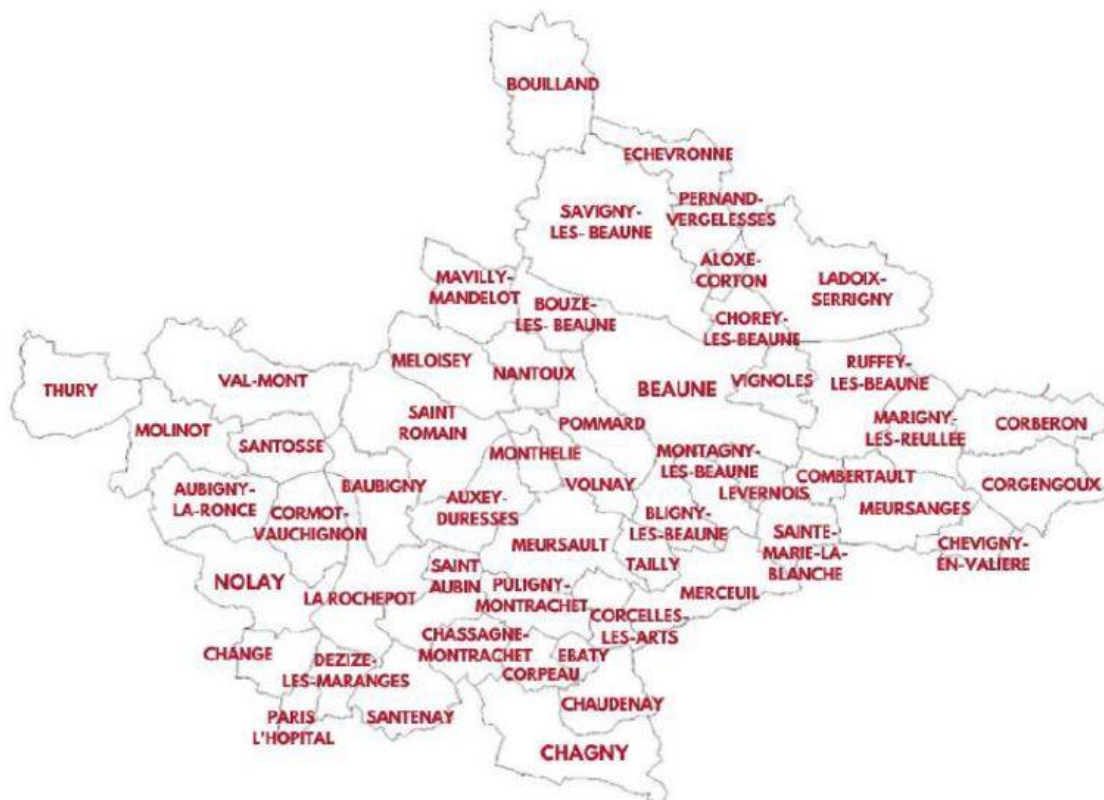 BOUILLAND
ECHEVRONNE
PERNAND-
VERGELESSES
SAVIGNY-
LES- BEAUNE
ALOXE-
CORTON
LADOIX-
SERRIGNY
MAVILLY-
MANDELOT
BOUZE-
LES- BEAUNE
CHOREY-
LES-BEAUNE
MELOISEY
NANTOUX
BEAUNE
VIGNOLES
RUFFEY-
LES-BEAUNE
THURY
VAL-MONT
SAINT
ROMAIN
POMMARD
MARIGNY-
LES-REULLEE
CORBERON
MOLINOT
SANTOSSE
MONTHELIE
MONTAGNY-
LES-BEAUNE
COMBERTAULT
LEVERNOIS
CORGENGOUX
AUBIGNY-
LA-RONCE
BAUBIGNY
VOLNAY
AUXEY-
DURESSES
MEURSANGES
CORMOT-
VAUCHIGNON
BLIGNY-
LES-BEAUNE
MEURSAULT
SAINTE-
MARIE-LA-
BLANCHE
CHEVIGNY-
EN-VALIERE
NOLAY
SAINT
AUBIN
TAILLY
LA ROCHEPOT
PULIGNY-
MONTRACHET
MERCEUIL
CORCELLES-
LES-ARTS
CHASSAGNE-
MONTRACHET
CHANGE
DEZIZE-
LES-MARANGES
EBATY
CORPEAU
PARIS
L'HOPITAL
SANTENAY
CHAUDENAY
CHAGNY